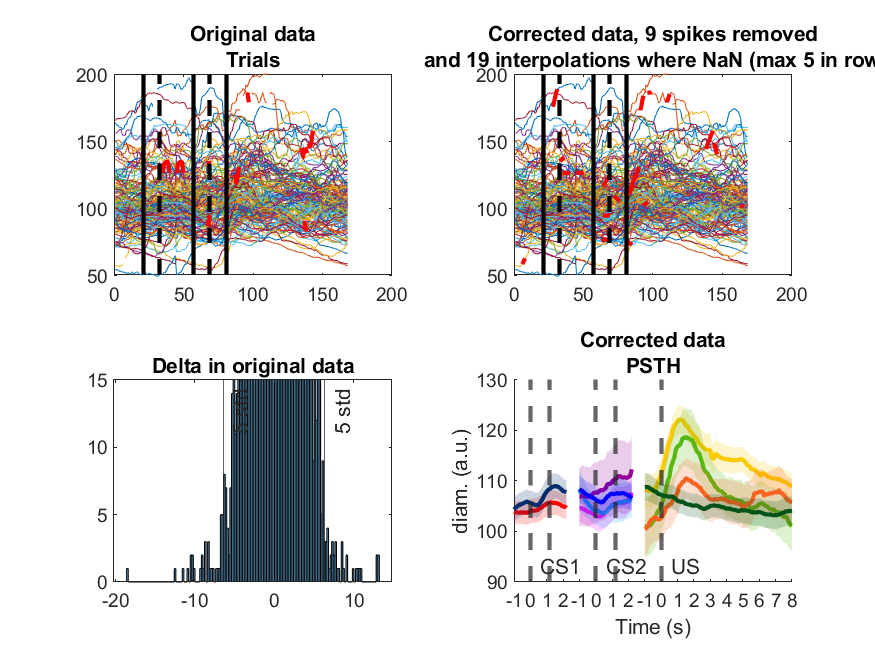 Original data
Trials
Corrected data, 9 spikes removed
and 19 interpolations where NaN (max 5 in row
200
150
100
50
0 50 100 150 200
200
150
100
50
0 50 100 150 200
Delta in original data
15
10
5
0
-20 -10 0 10
5 std
5 std
Corrected data
PSTH
130
120
110
100
90
diam. (a.u.)
CS1 CS2 US
-1 0 1 2 -1 0 1 2 -1 0 1 2 3 4 5 6 7 8
Time (s)